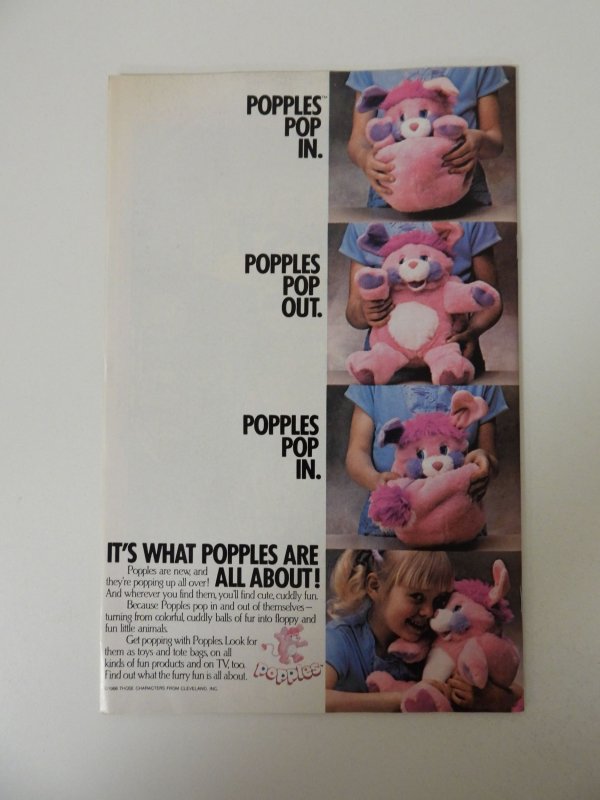 POPPLES™
POP
IN.
POPPLES
POP
OUT.
POPPLES
POP
IN.
IT'S WHAT POPPLES ARE
ALL ABOUT!
Popples are new, and
they're popping up all over!
And wherever you find them, you'll find cute, cuddly fun.
Because Popples pop in and out of themselves—
turning from colorful, cuddly balls of fur into floppy and
fun little animals.
Get popping with Popples. Look for
them as toys and tote bags, on all
kinds of fun products and on TV, too.
Find out what the furry fun is all about.
Popples™
©1986 THOSE CHARACTERS FROM CLEVELAND, INC.